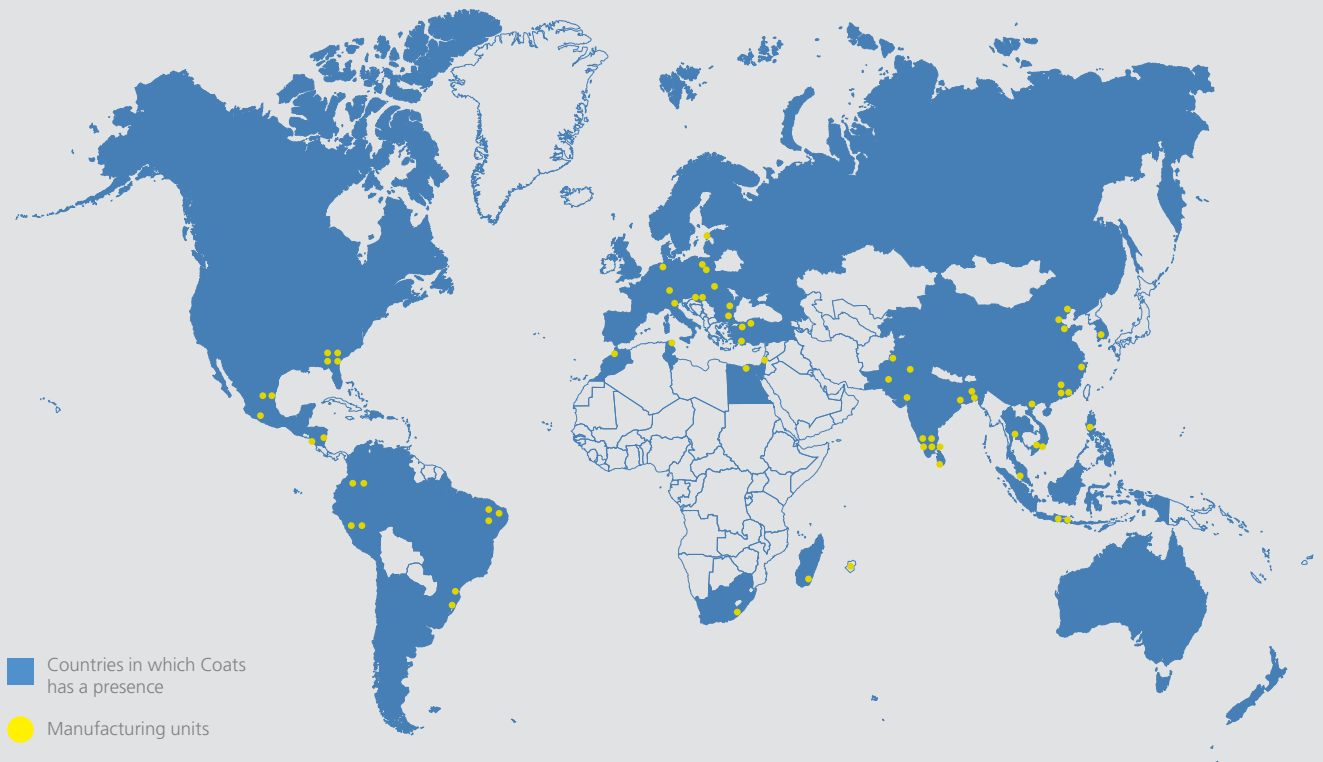 Countries in which Coats
has a presence
Manufacturing units